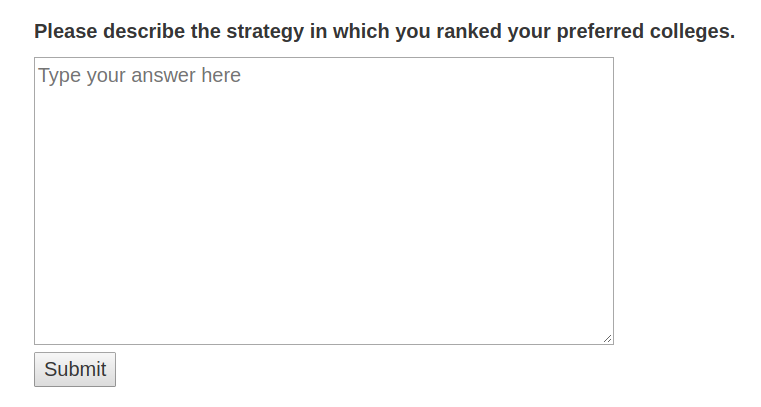 Please describe the strategy in which you ranked your preferred colleges.
Type your answer here
Submit